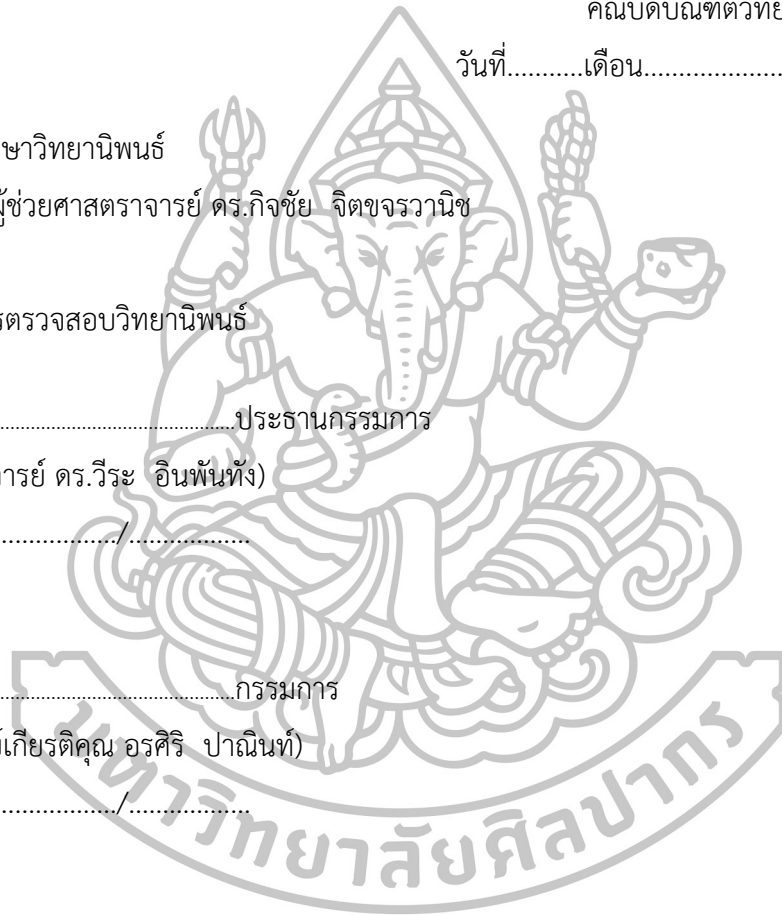 คณบดีบัณฑิตวิทย
วันที่...........เดือน....................
ษาวิทยานิพนธ์
ผู้ช่วยศาสตราจารย์ ดร.กิจชัย จิตขจรวานิช
รตรวจสอบวิทยานิพนธ์
..................................................ประธานกรรมการ
ารย์ ดร.วีระ อินพันทัง)
................./.................
..................................................กรรมการ
์เกียรติคุณ อรศิริ ปาณินท์)
................./.................
มหาวิทยาลัยศิลปากร